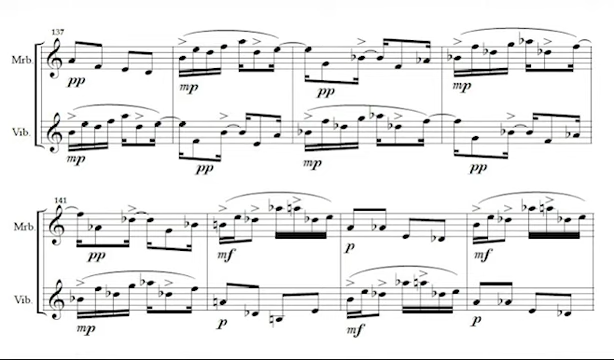 137
Mrb.
pp mp pp mp
Vib.
mp pp mp pp
141
Mrb.
pp mf p mf
Vib.
mp p mf p